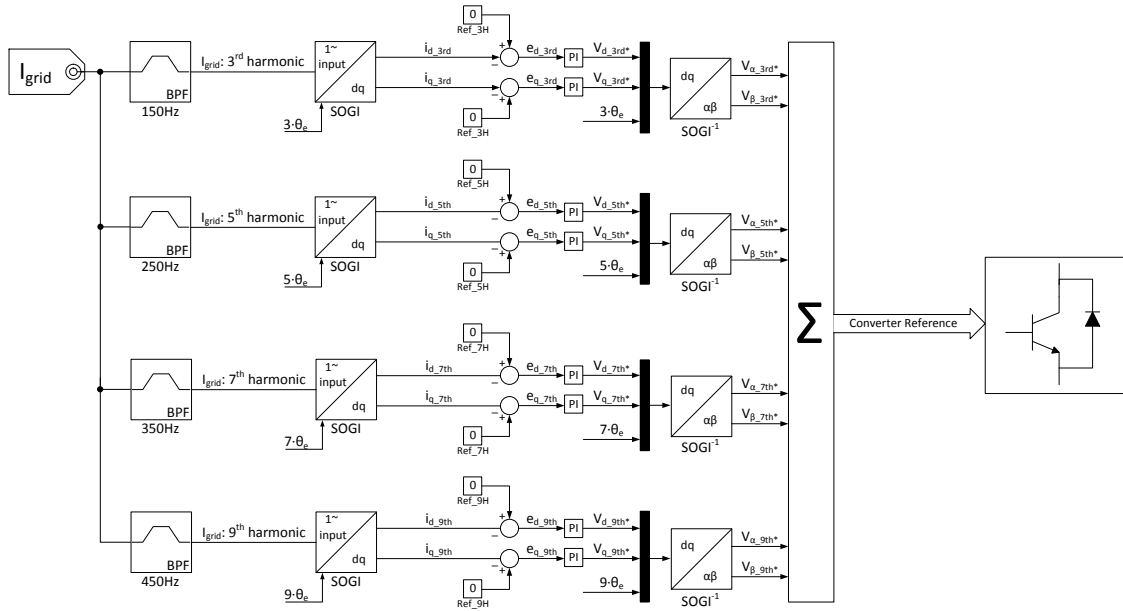 I_grid
BPF
150Hz
I_grid: 3rd harmonic
1~
input
dq
SOGI
3·θe
i_d_3rd
i_q_3rd
0
Ref_3H
+
−
−
+
0
Ref_3H
e_d_3rd
e_q_3rd
PI
PI
V_d_3rd*
V_q_3rd*
3·θe
dq
αβ
SOGI-1
V_α_3rd*
V_β_3rd*
BPF
250Hz
I_grid: 5th harmonic
1~
input
dq
SOGI
5·θe
i_d_5th
i_q_5th
0
Ref_5H
+
−
−
+
0
Ref_5H
e_d_5th
e_q_5th
PI
PI
V_d_5th*
V_q_5th*
5·θe
dq
αβ
SOGI-1
V_α_5th*
V_β_5th*
Σ
Converter Reference
BPF
350Hz
I_grid: 7th harmonic
1~
input
dq
SOGI
7·θe
i_d_7th
i_q_7th
0
Ref_7H
+
−
−
+
0
Ref_7H
e_d_7th
e_q_7th
PI
PI
V_d_7th*
V_q_7th*
7·θe
dq
αβ
SOGI-1
V_α_7th*
V_β_7th*
BPF
450Hz
I_grid: 9th harmonic
1~
input
dq
SOGI
9·θe
i_d_9th
i_q_9th
0
Ref_9H
+
−
−
+
0
Ref_9H
e_d_9th
e_q_9th
PI
PI
V_d_9th*
V_q_9th*
9·θe
dq
αβ
SOGI-1
V_α_9th*
V_β_9th*